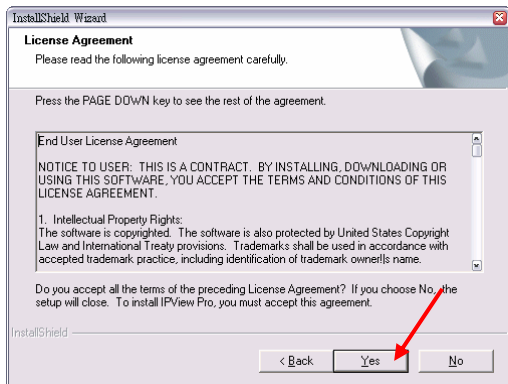 InstallShield Wizard
License Agreement
Please read the following license agreement carefully.
Press the PAGE DOWN key to see the rest of the agreement.
End User License Agreement
NOTICE TO USER: THIS IS A CONTRACT. BY INSTALLING, DOWNLOADING OR
USING THIS SOFTWARE, YOU ACCEPT THE TERMS AND CONDITIONS OF THIS
LICENSE AGREEMENT.
1. Intellectual Property Rights:
The software is copyrighted. The software is also protected by United States Copyright
Law and International Treaty provisions. Trademarks shall be used in accordance with
accepted trademark practice, including identification of trademark owner!|s name.
Do you accept all the terms of the preceding License Agreement? If you choose No, the
setup will close. To install IPView Pro, you must accept this agreement.
InstallShield
< Back Yes No